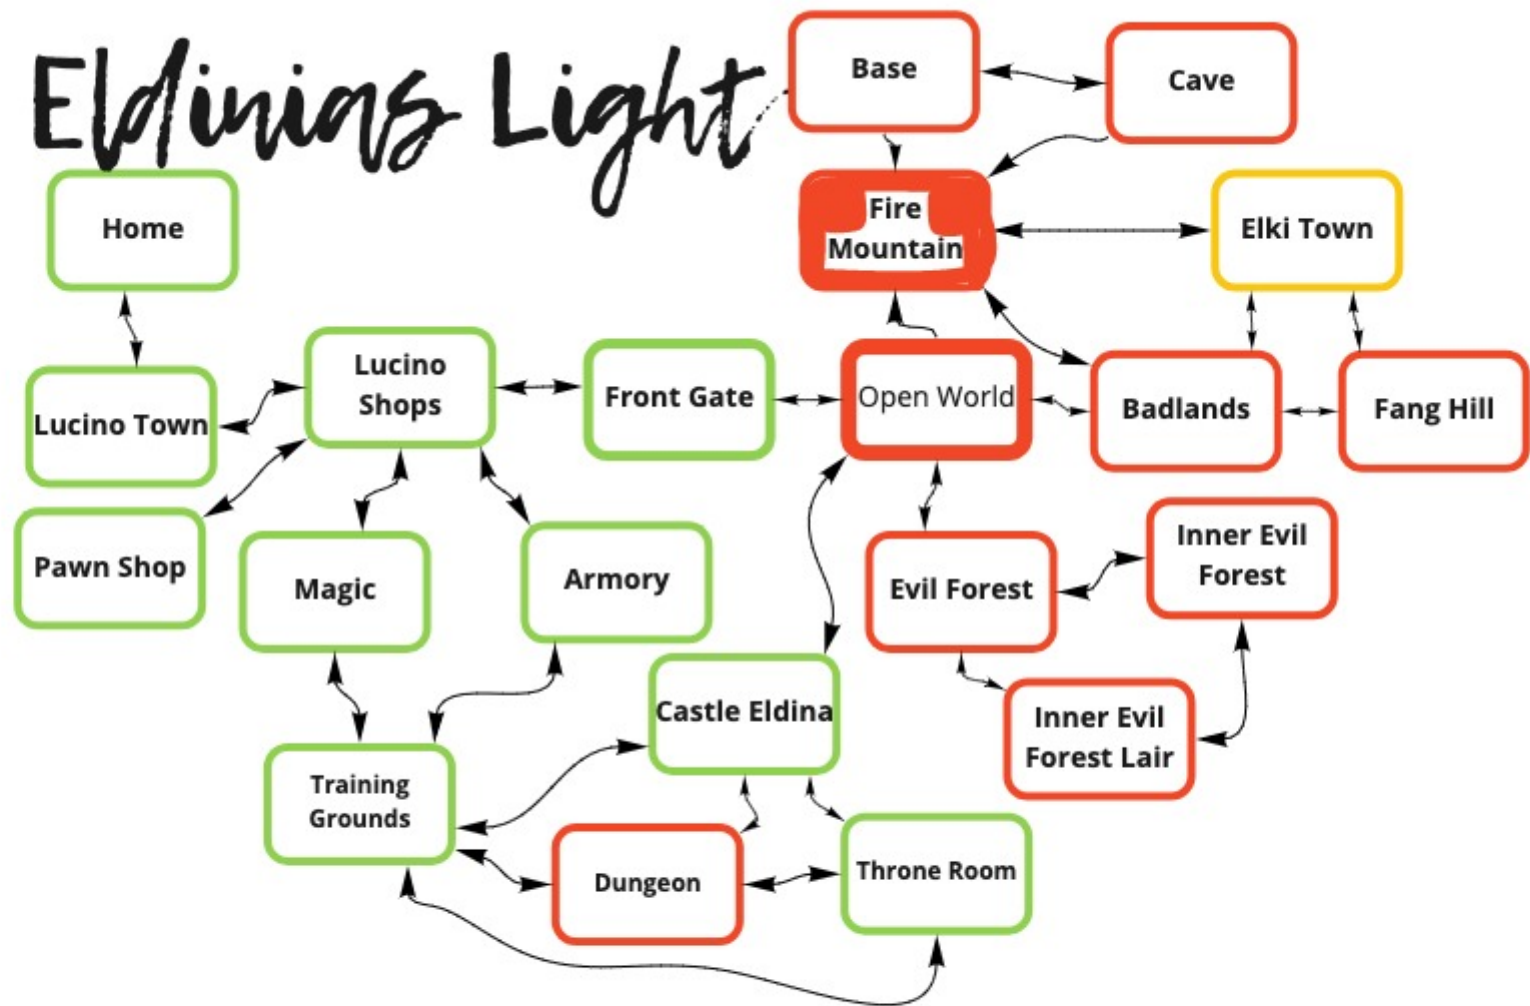 Eldinias Light
Base
Cave
Home
Fire
Mountain
Elki Town
Lucino Town
Lucino
Shops
Front Gate
Open World
Badlands
Fang Hill
Pawn Shop
Magic
Armory
Evil Forest
Inner Evil
Forest
Castle Eldina
Inner Evil
Forest Lair
Training
Grounds
Dungeon
Throne Room